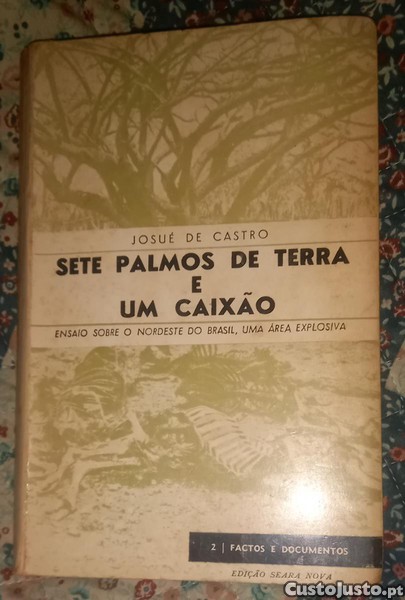 JOSUÉ DE CASTRO
SETE PALMOS DE TERRA
E
UM CAIXÃO
ENSAIO SOBRE O NORDESTE DO BRASIL, UMA ÁREA EXPLOSIVA
2 | FACTOS E DOCUMENTOS
EDIÇÃO SEARA NOVA
CustoJusto.pt